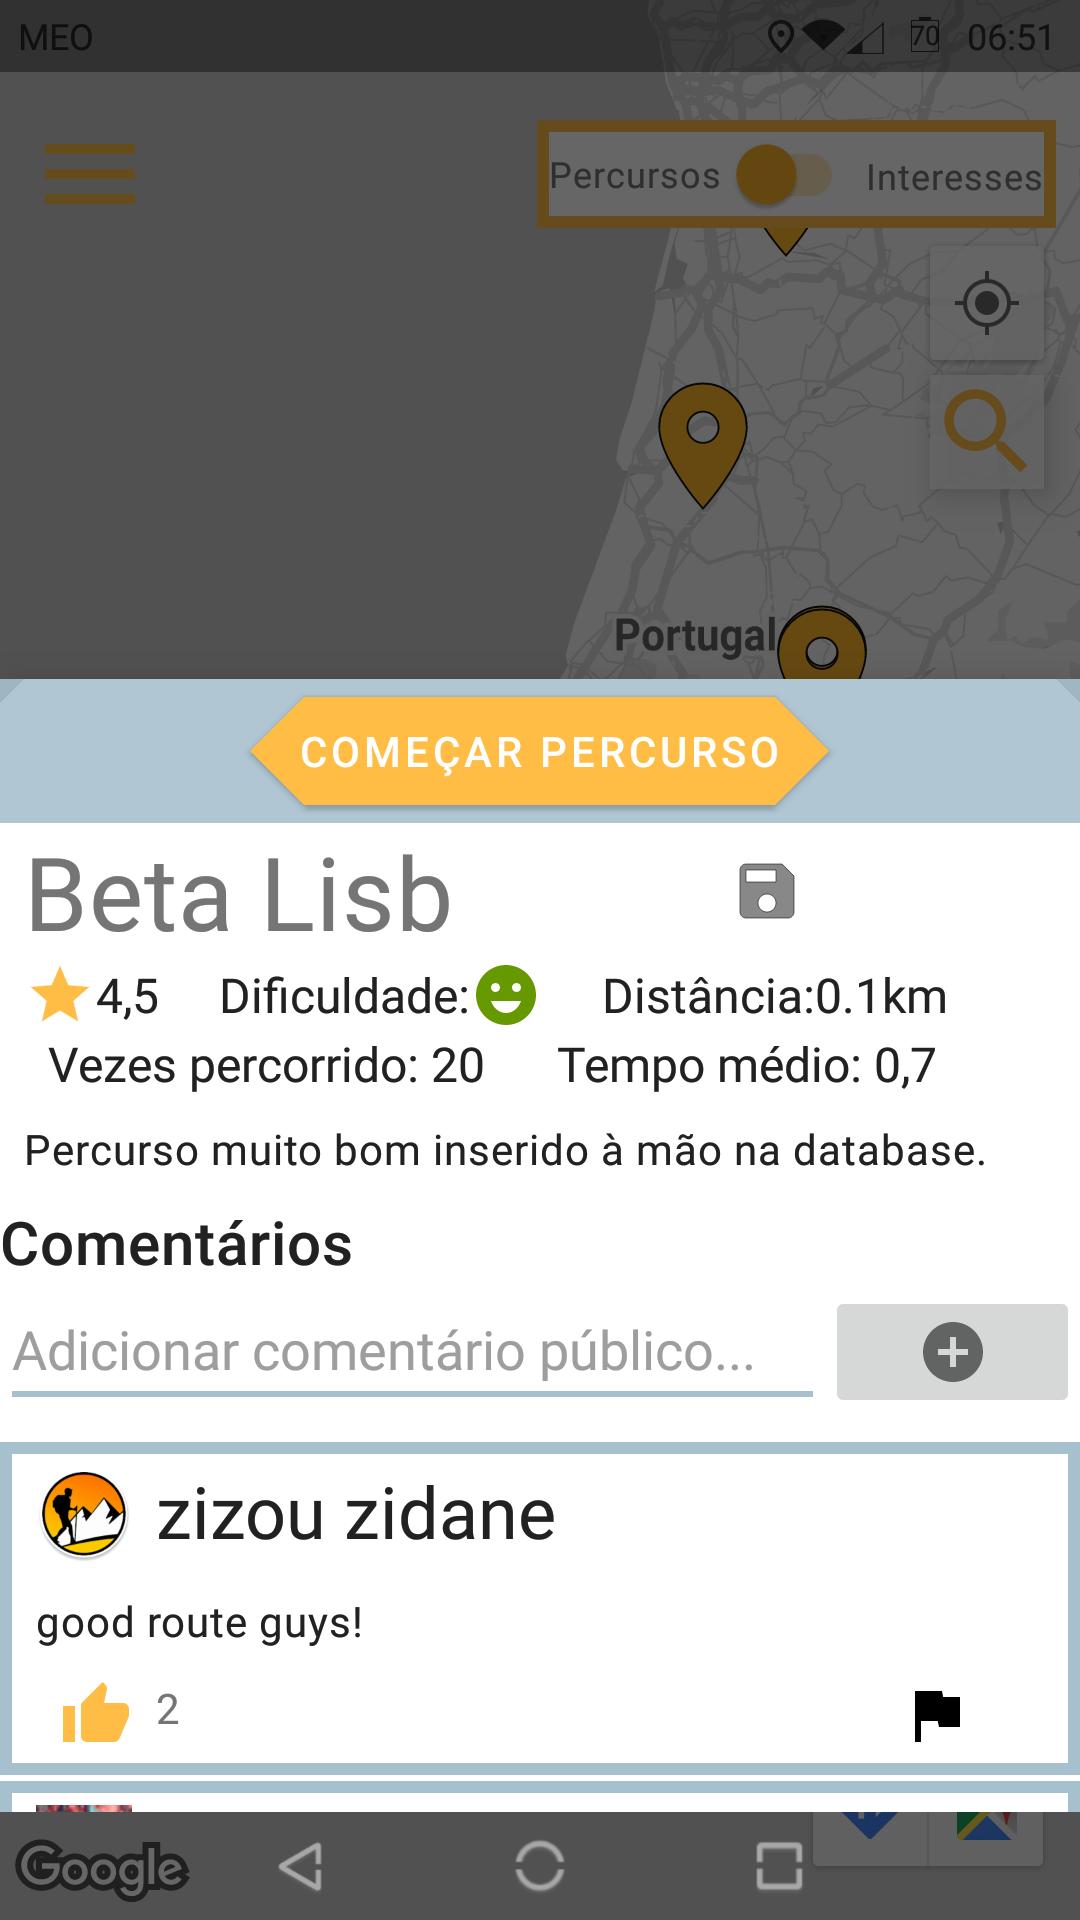 MEO 70 06:51
Percursos Interesses
Portugal
COMEÇAR PERCURSO
Beta Lisb
4,5 Dificuldade: Distância:0.1km
Vezes percorrido: 20 Tempo médio: 0,7
Percurso muito bom inserido à mão na database.
Comentários
Adicionar comentário público...
zizou zidane
good route guys!
2
Google